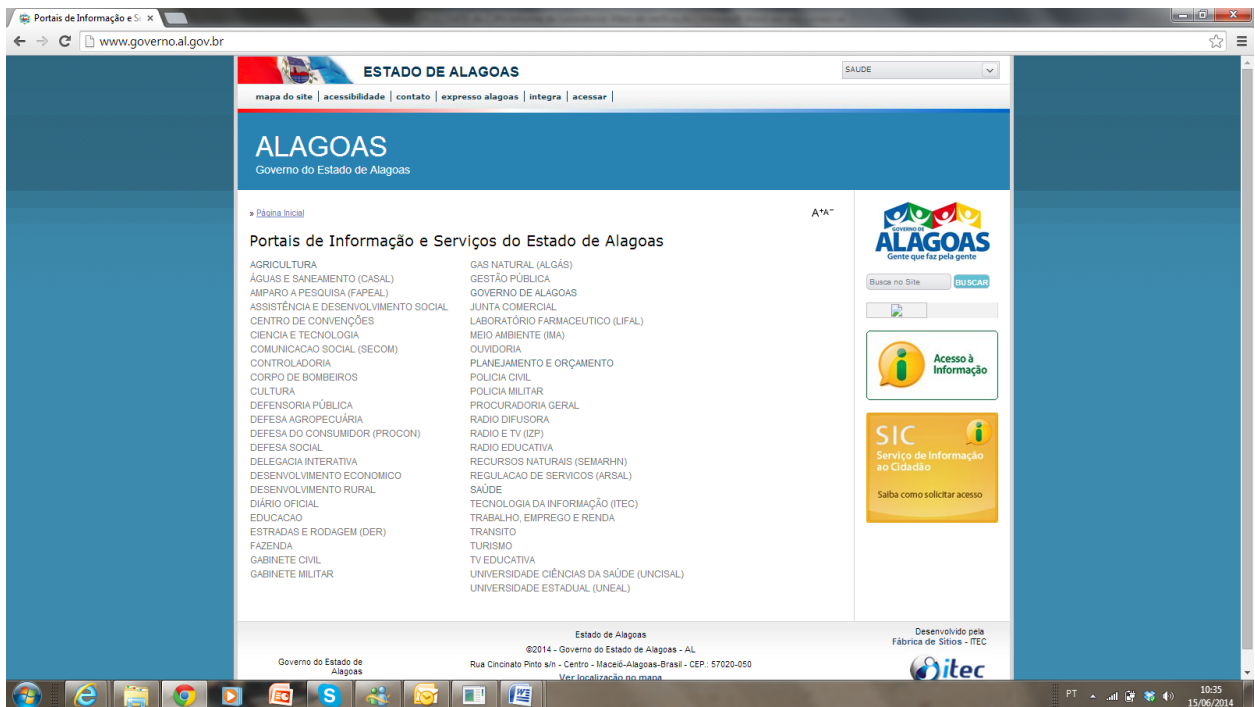 Portais de Informação e S
www.governo.al.gov.br
ESTADO DE ALAGOAS
SAUDE
mapa do site | acessibilidade | contato | expresso alagoas | integra | acessar |
ALAGOAS
Governo do Estado de Alagoas
» Página Inicial
A+A-
Portais de Informação e Serviços do Estado de Alagoas
AGRICULTURA
ÁGUAS E SANEAMENTO (CASAL)
AMPARO A PESQUISA (FAPEAL)
ASSISTÊNCIA E DESENVOLVIMENTO SOCIAL
CENTRO DE CONVENÇÕES
CIENCIA E TECNOLOGIA
COMUNICACAO SOCIAL (SECOM)
CONTROLADORIA
CORPO DE BOMBEIROS
CULTURA
DEFENSORIA PÚBLICA
DEFESA AGROPECUÁRIA
DEFESA DO CONSUMIDOR (PROCON)
DEFESA SOCIAL
DELEGACIA INTERATIVA
DESENVOLVIMENTO ECONOMICO
DESENVOLVIMENTO RURAL
DIÁRIO OFICIAL
EDUCACAO
ESTRADAS E RODAGEM (DER)
FAZENDA
GABINETE CIVIL
GABINETE MILITAR
GAS NATURAL (ALGÁS)
GESTÃO PÚBLICA
GOVERNO DE ALAGOAS
JUNTA COMERCIAL
LABORATÓRIO FARMACEUTICO (LIFAL)
MEIO AMBIENTE (IMA)
OUVIDORIA
PLANEJAMENTO E ORÇAMENTO
POLICIA CIVIL
POLICIA MILITAR
PROCURADORIA GERAL
RADIO DIFUSORA
RADIO E TV (IZP)
RADIO EDUCATIVA
RECURSOS NATURAIS (SEMARHN)
REGULACAO DE SERVICOS (ARSAL)
SAÚDE
TECNOLOGIA DA INFORMAÇÃO (ITEC)
TRABALHO, EMPREGO E RENDA
TRANSITO
TURISMO
TV EDUCATIVA
UNIVERSIDADE CIÊNCIAS DA SAÚDE (UNCISAL)
UNIVERSIDADE ESTADUAL (UNEAL)
GOVERNO DE
ALAGOAS
Gente que faz pela gente
Busca no Site
BUSCAR
Acesso à
Informação
SIC
Serviço de Informação
ao Cidadão
Saiba como solicitar acesso
Governo do Estado de
Alagoas
Estado de Alagoas
©2014 - Governo do Estado de Alagoas - AL
Rua Cincinato Pinto s/n - Centro - Maceió-Alagoas-Brasil - CEP.: 57020-050
Ver localização no mapa
Desenvolvido pela
Fábrica de Sítios - ITEC
itec
PT
10:35
15/06/2014